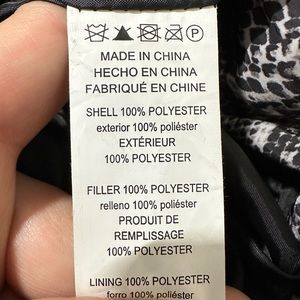 MADE IN CHINA
HECHO EN CHINA
FABRIQUÉ EN CHINE
SHELL 100% POLYESTER
exterior 100% poliéster
EXTÉRIEUR
100% POLYESTER
FILLER 100% POLYESTER
relleno 100% poliéster
PRODUIT DE
REMPLISSAGE
100% POLYESTER
LINING 100% POLYESTER
forro 100% poliéster